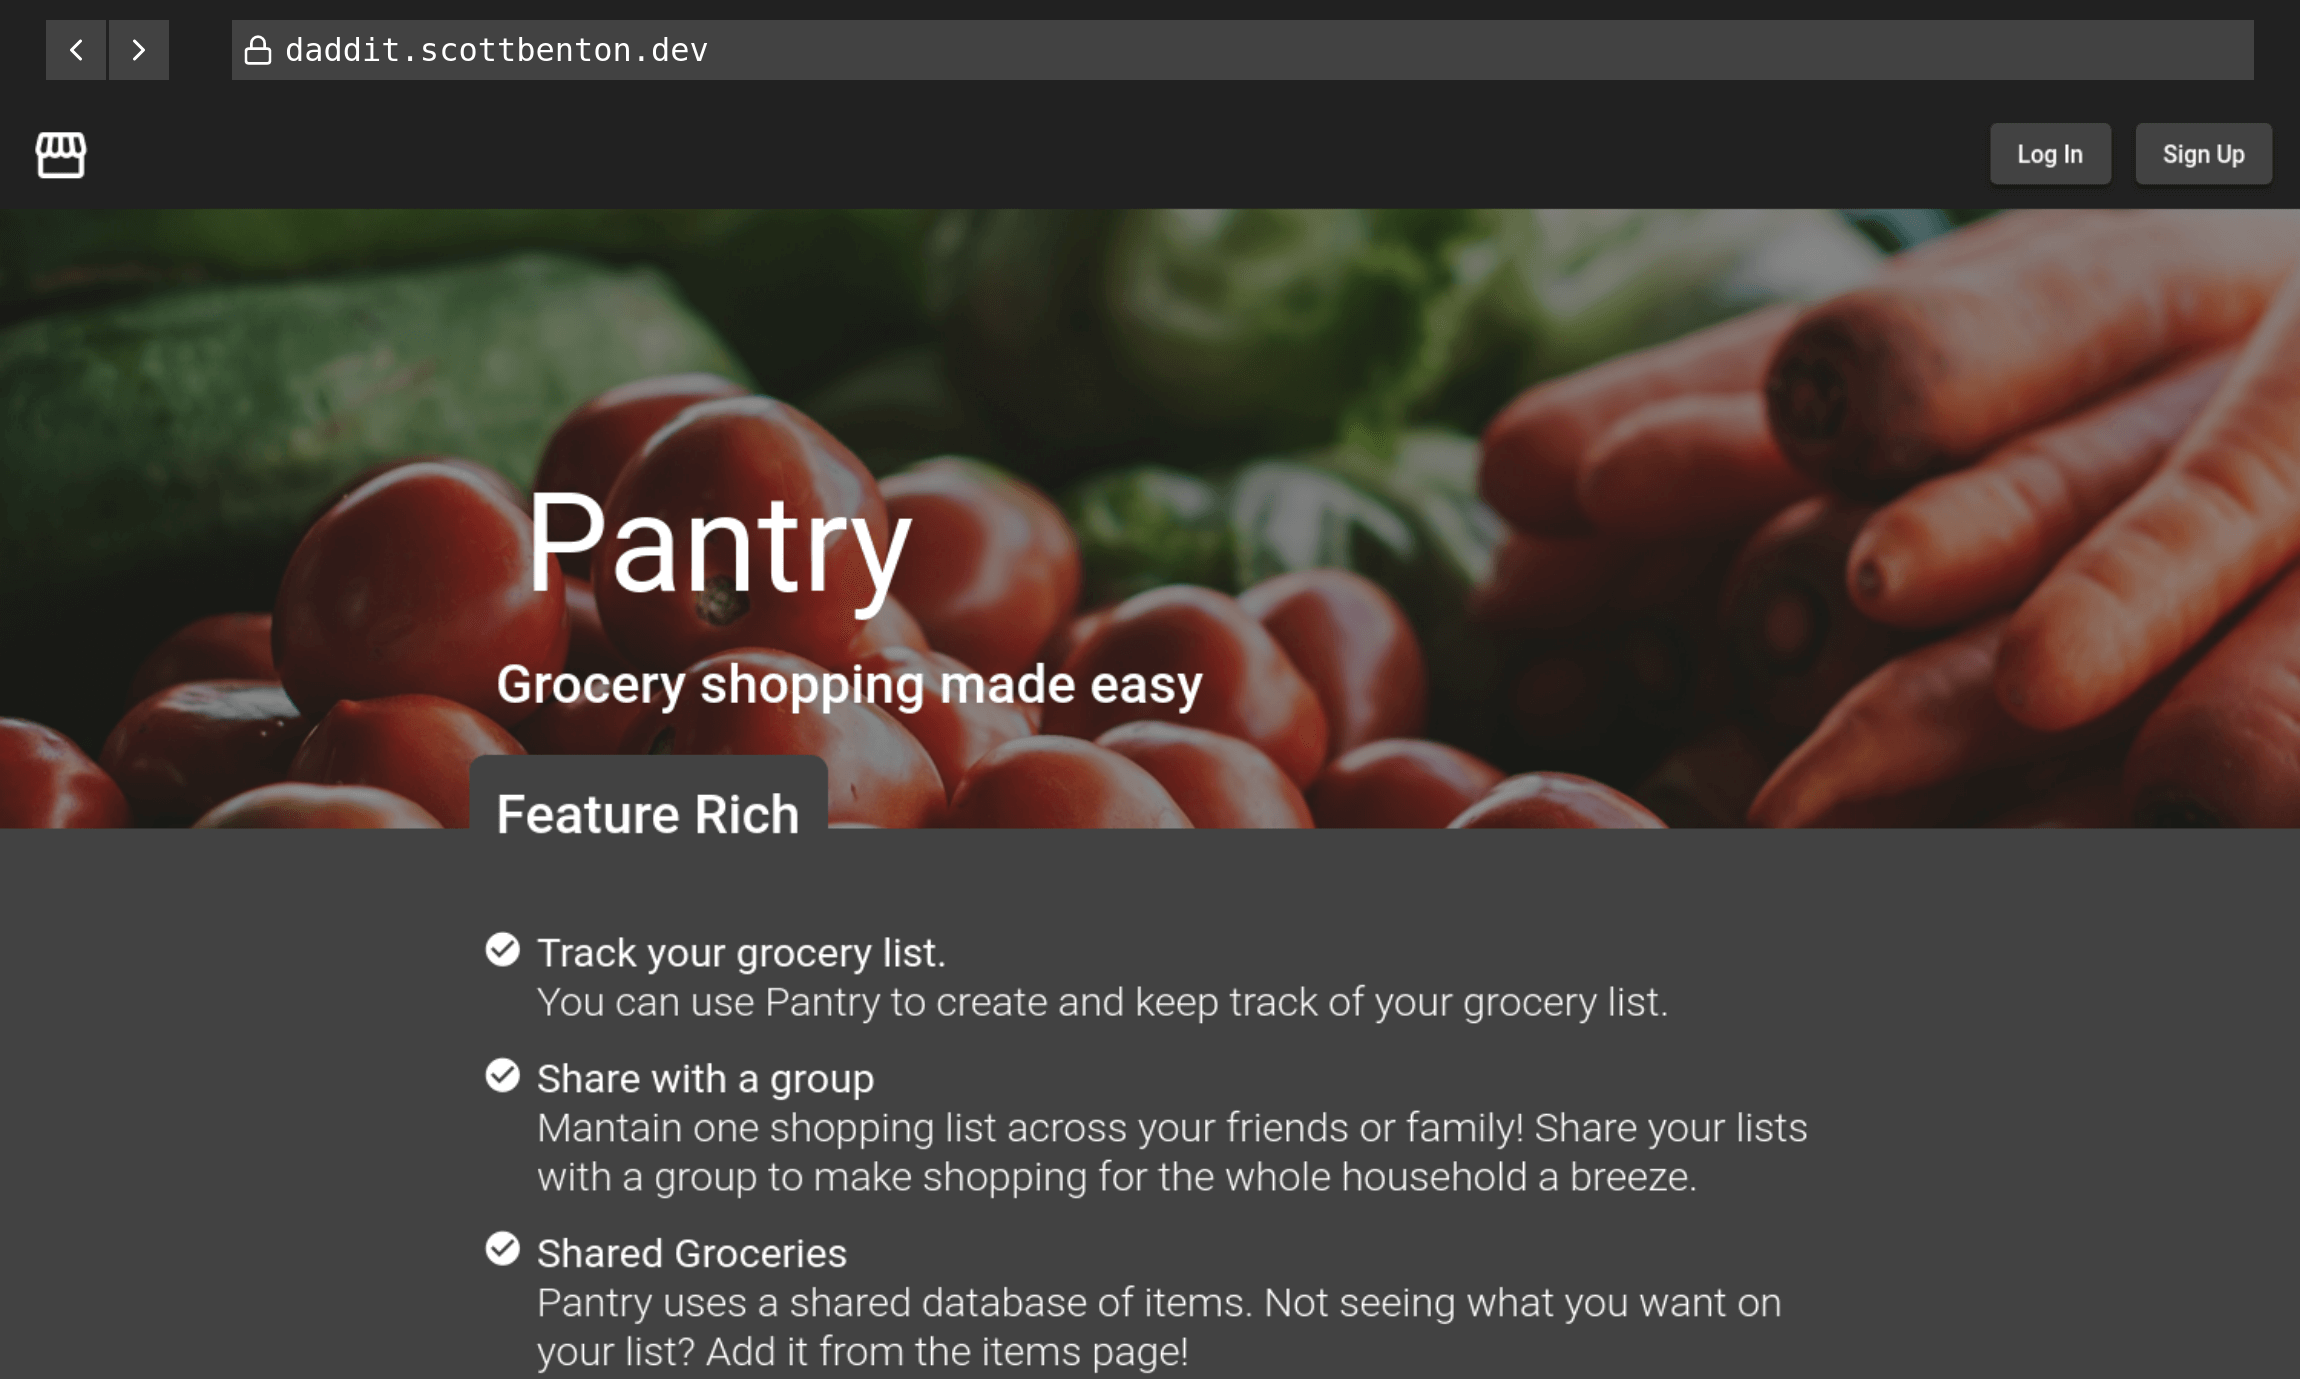 daddit.scottbenton.dev
Log In
Sign Up
Pantry
Grocery shopping made easy
Feature Rich
Track your grocery list.
You can use Pantry to create and keep track of your grocery list.
Share with a group
Mantain one shopping list across your friends or family! Share your lists
with a group to make shopping for the whole household a breeze.
Shared Groceries
Pantry uses a shared database of items. Not seeing what you want on
your list? Add it from the items page!